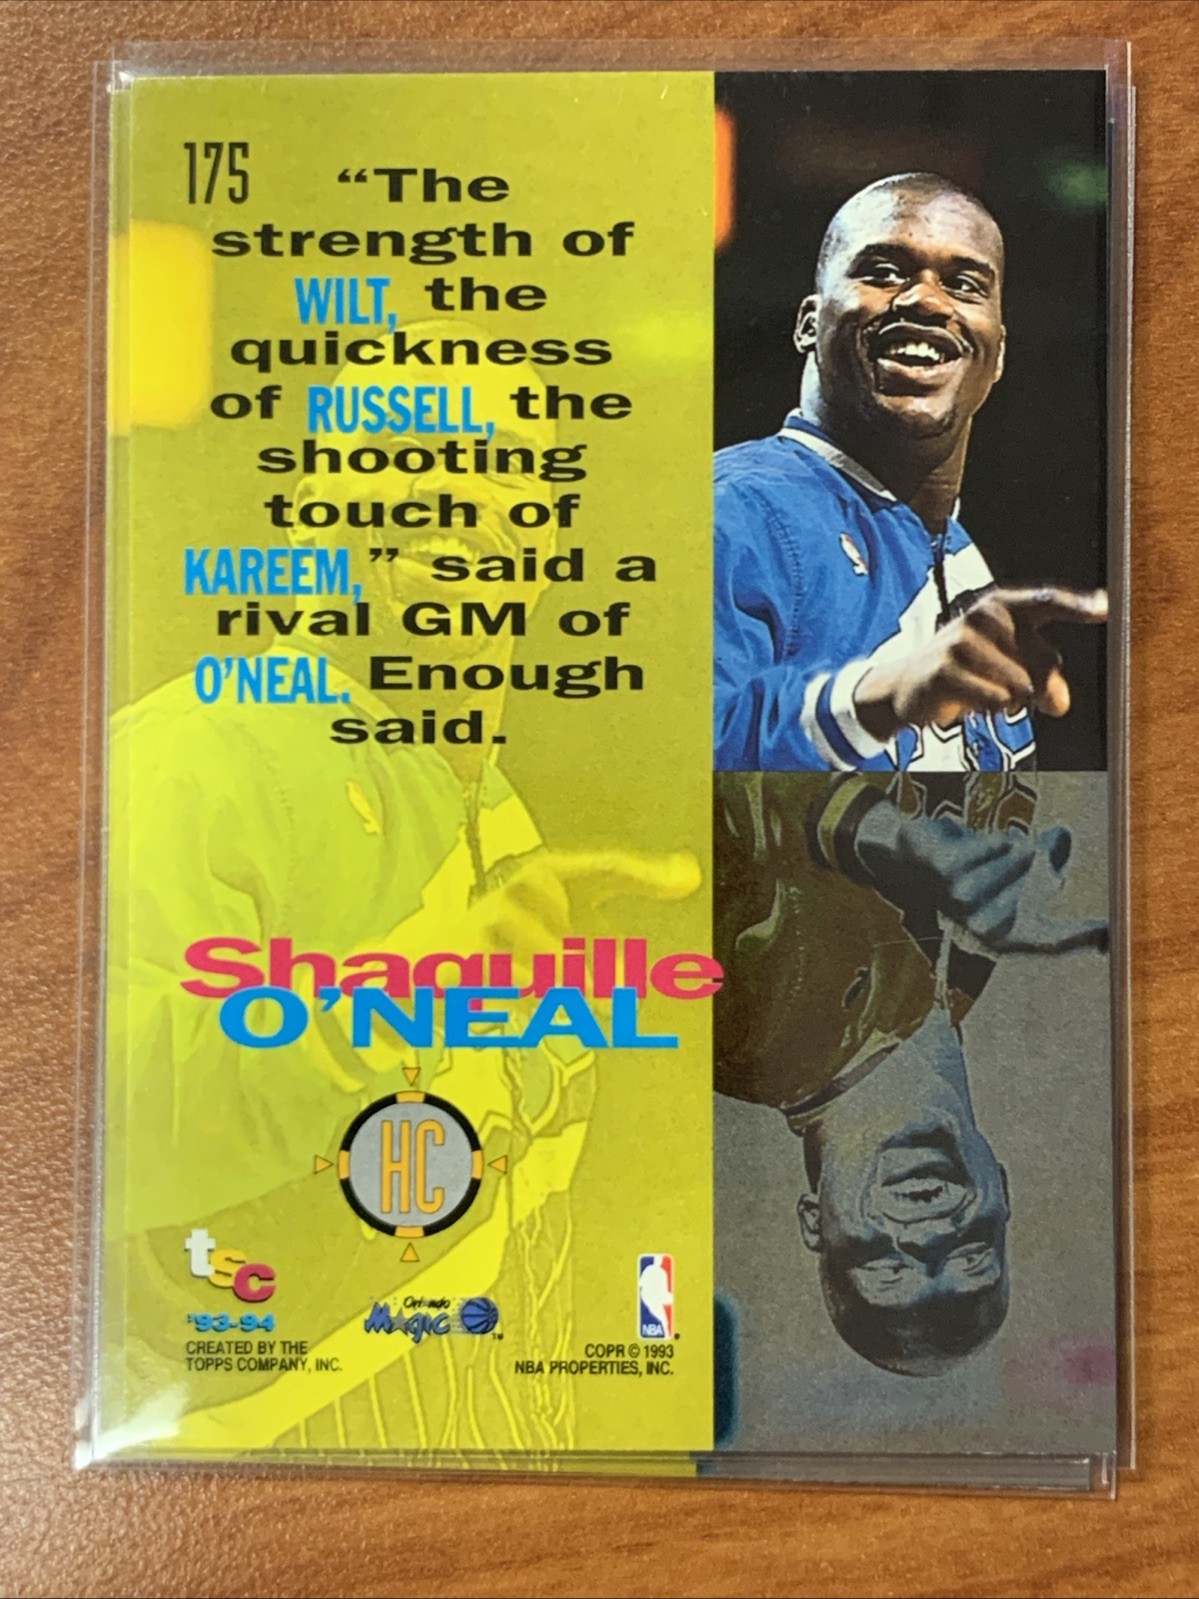 175
“The
strength of
WILT, the
quickness
of RUSSELL, the
shooting
touch of
KAREEM,” said a
rival GM of
O’NEAL. Enough
said.
Shaquille
O’NEAL
HC
tsc
’93-94
CREATED BY THE
TOPPS COMPANY, INC.
Orlando
Magic™
NBA®
COPR © 1993
NBA PROPERTIES, INC.